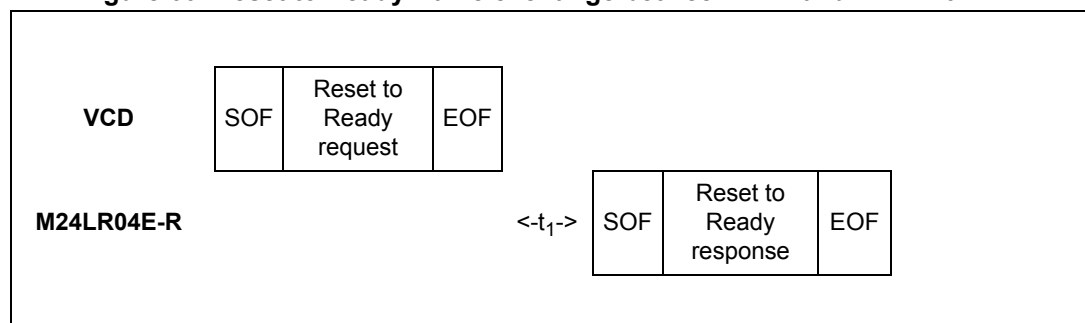 VCD
SOF
Reset to
Ready
request
EOF
M24LR04E-R
<-t₁->
SOF
Reset to
Ready
response
EOF